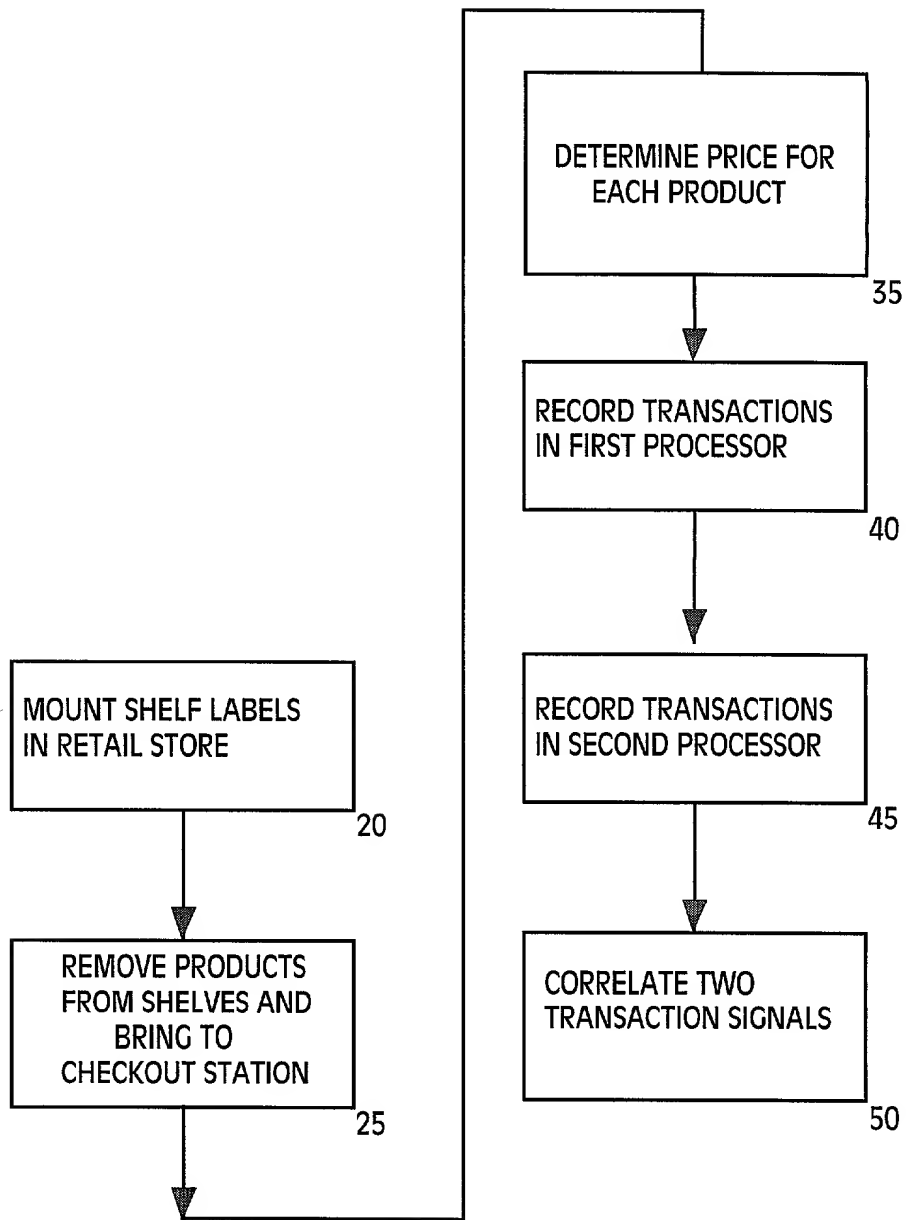 MOUNT SHELF LABELS
IN RETAIL STORE
20
REMOVE PRODUCTS
FROM SHELVES AND
BRING TO
CHECKOUT STATION
25
DETERMINE PRICE FOR
EACH PRODUCT
35
RECORD TRANSACTIONS
IN FIRST PROCESSOR
40
RECORD TRANSACTIONS
IN SECOND PROCESSOR
45
CORRELATE TWO
TRANSACTION SIGNALS
50